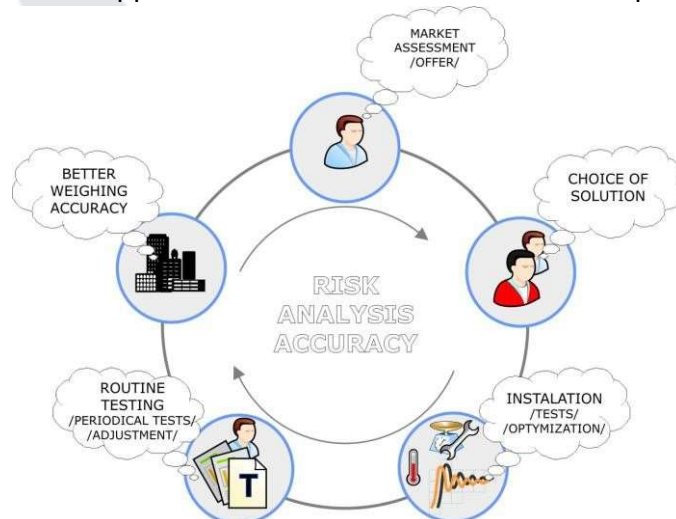 MARKET
ASSESSMENT
/OFFER/
CHOICE OF
SOLUTION
INSTALATION
/TESTS/
/OPTYMIZATION/
ROUTINE
TESTING
/PERIODICAL TESTS/
/ADJUSTMENT/
T
BETTER
WEIGHING
ACCURACY
RISK
ANALYSIS
ACCURACY